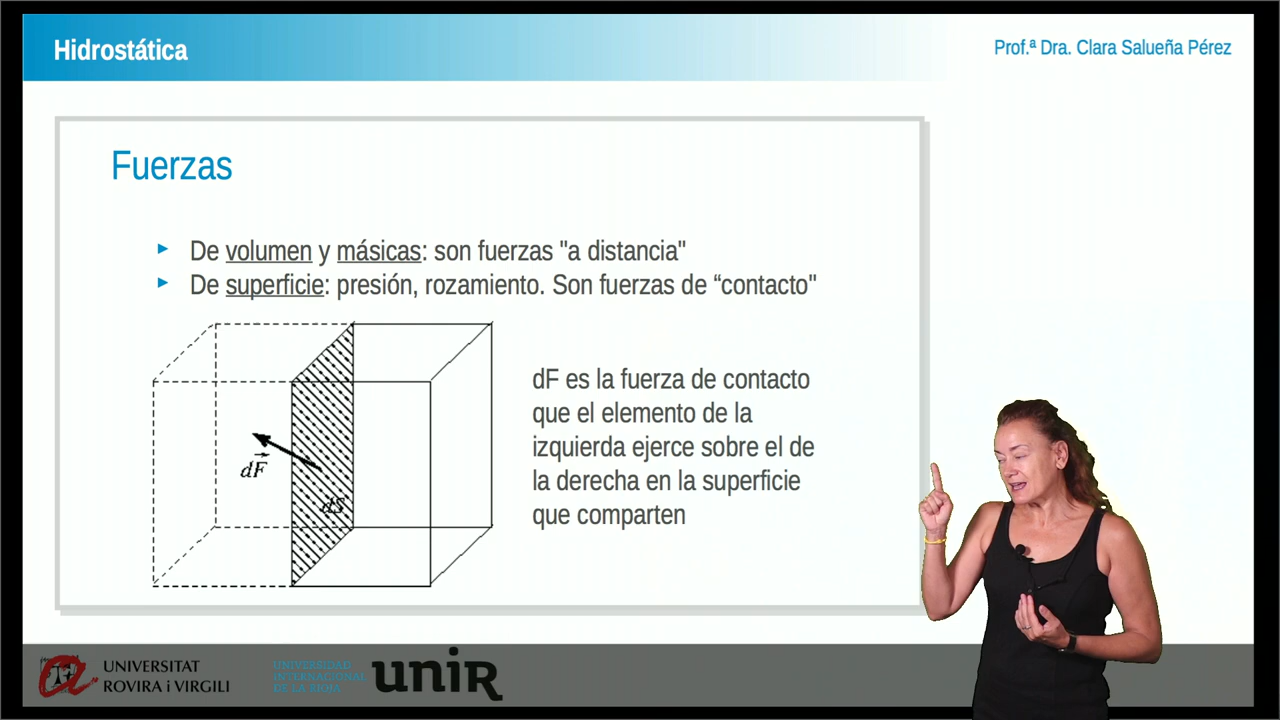 Hidrostática
Prof.ª Dra. Clara Salueña Pérez
Fuerzas
De volumen y másicas: son fuerzas "a distancia"
De superficie: presión, rozamiento. Son fuerzas de “contacto"
dF es la fuerza de contacto
que el elemento de la
izquierda ejerce sobre el de
la derecha en la superficie
que comparten
dF
dS
UNIVERSITAT
ROVIRA i VIRGILI
UNIVERSIDAD
INTERNACIONAL
DE LA RIOJA
unir